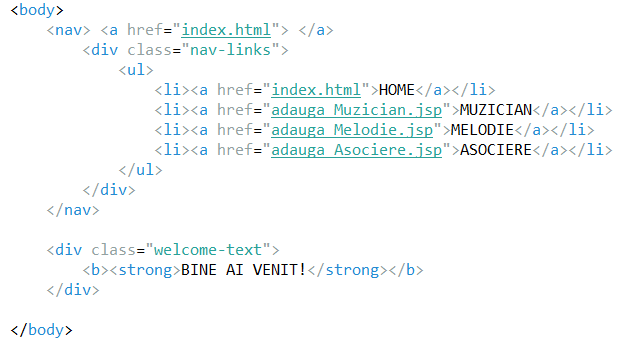 <body>
    <nav> <a href="index.html"> </a>
        <div class="nav-links">
            <ul>
                <li><a href="index.html">HOME</a></li>
                <li><a href="adauga_Muzician.jsp">MUZICIAN</a></li>
                <li><a href="adauga_Melodie.jsp">MELODIE</a></li>
                <li><a href="adauga_Asociere.jsp">ASOCIERE</a></li>
            </ul>
        </div>
    </nav>

    <div class="welcome-text">
        <b><strong>BINE AI VENIT!</strong></b>
    </div>

</body>